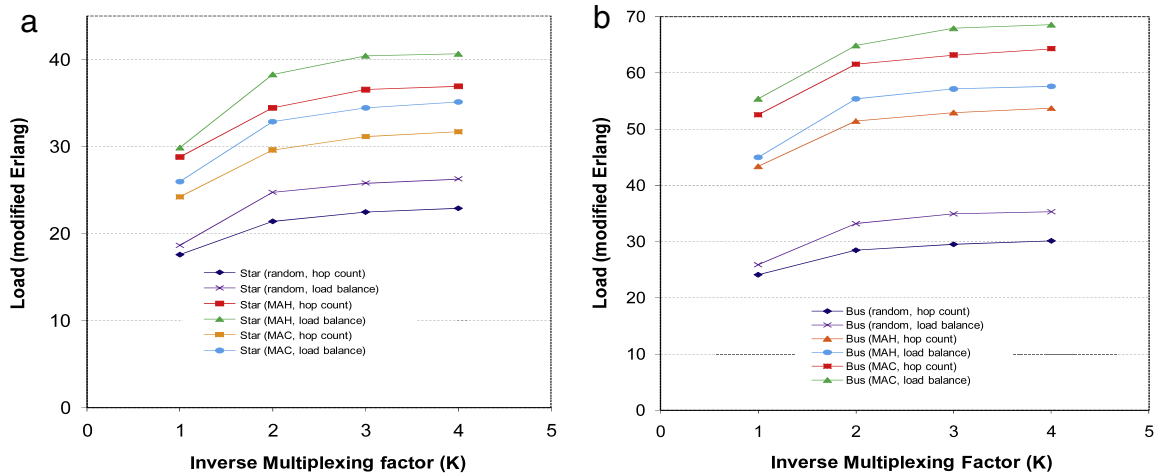 a
Load (modified Erlang)
40
30
20
10
0
0 1 2 3 4 5
Inverse Multiplexing factor (K)
Star (random, hop count)
Star (random, load balance)
Star (MAH, hop count)
Star (MAH, load balance)
Star (MAC, hop count)
Star (MAC, load balance)
b
Load (modified Erlang)
70
60
50
40
30
20
10
0
0 1 2 3 4 5
Inverse Multiplexing Factor (K)
Bus (random, hop count)
Bus (random, load balance)
Bus (MAH, hop count)
Bus (MAH, load balance)
Bus (MAC, hop count)
Bus (MAC, load balance)